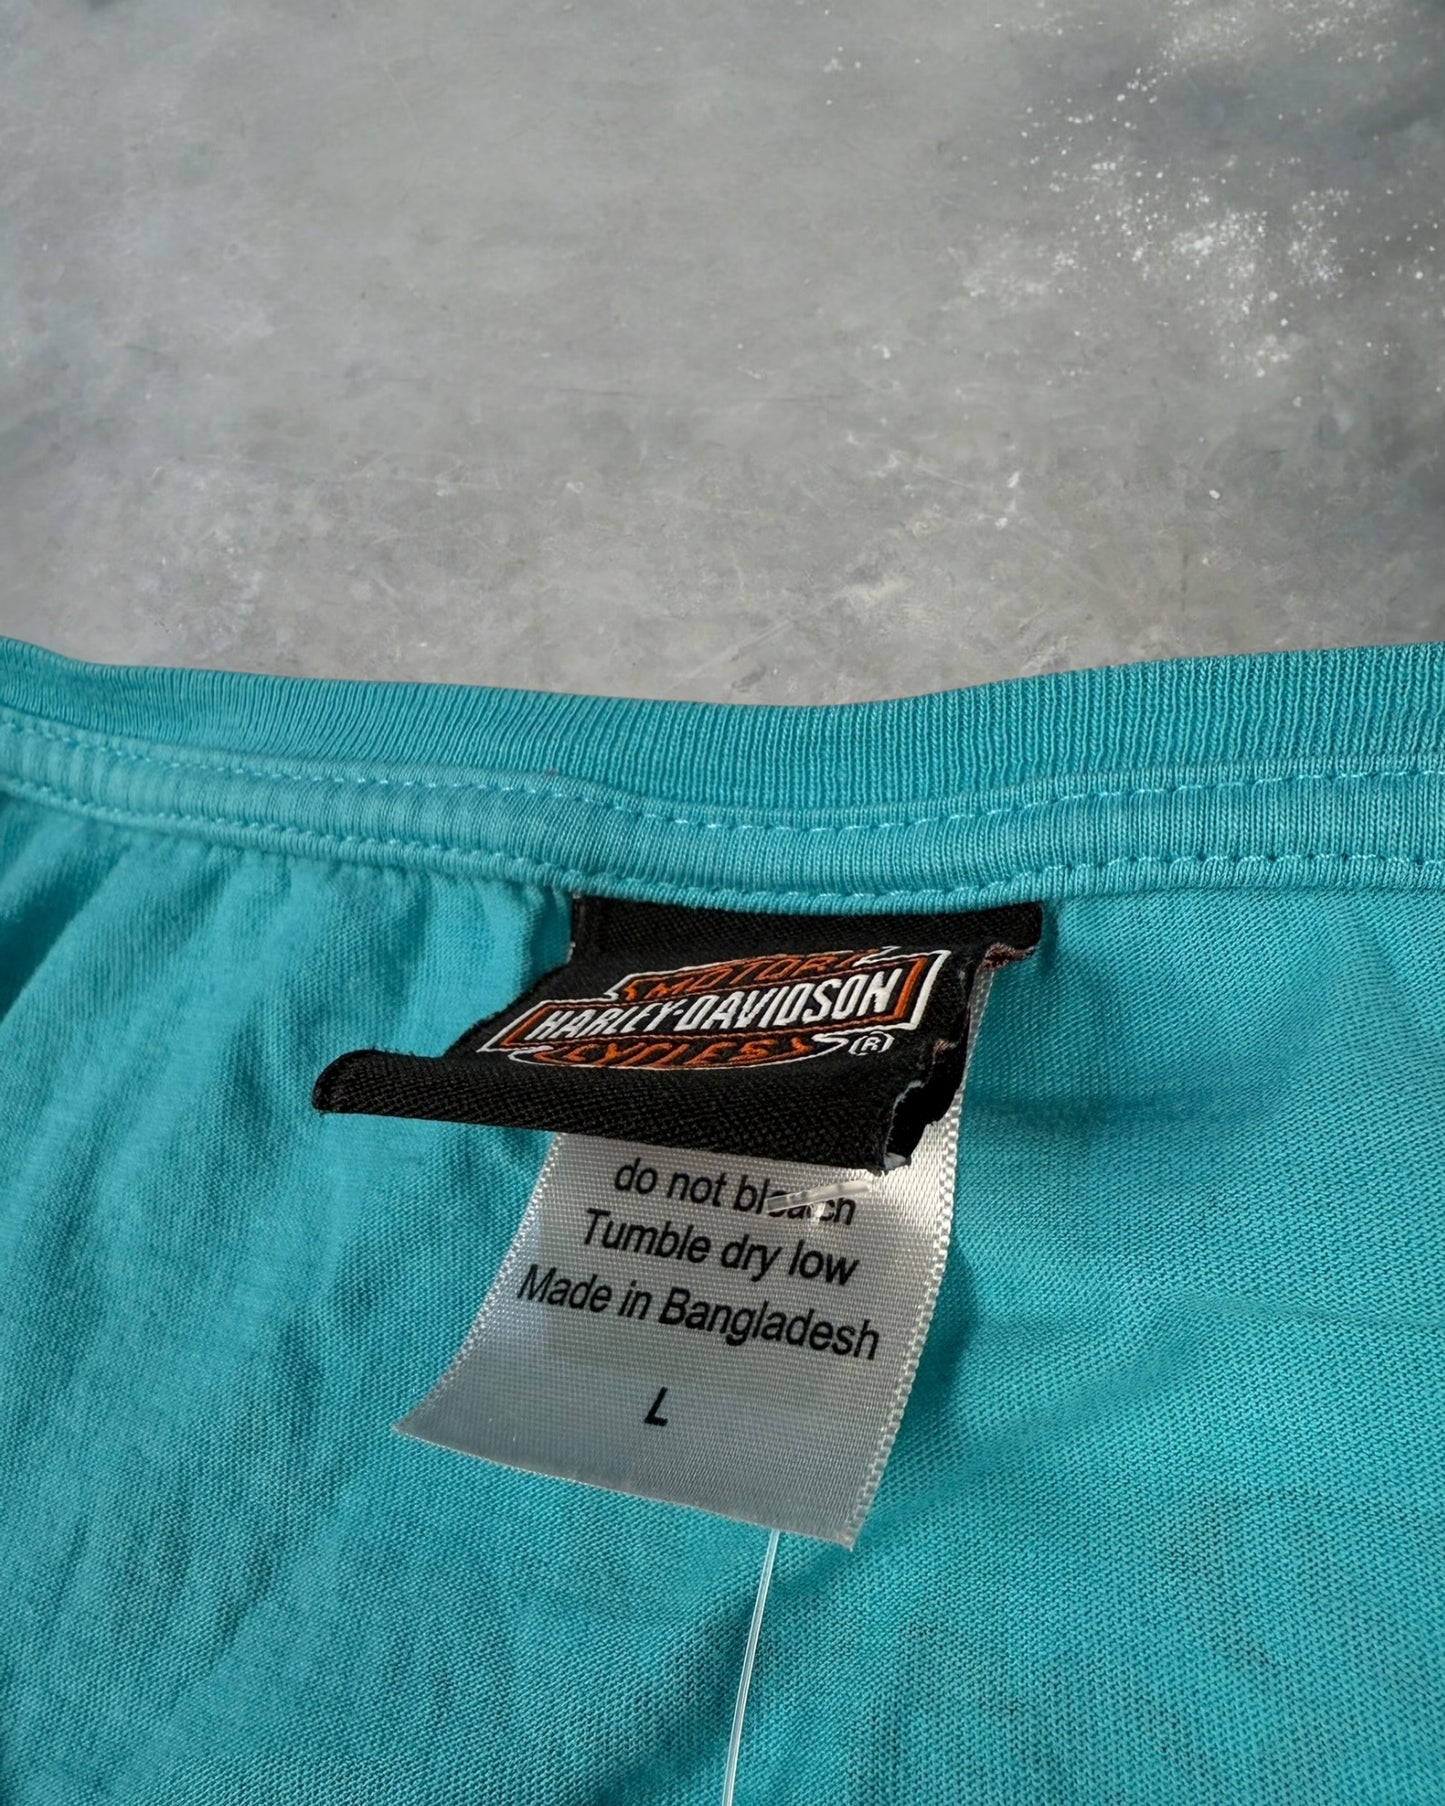 MOTOR
HARLEY-DAVIDSON
CYCLES
®
do not bleach
Tumble dry low
Made in Bangladesh
L